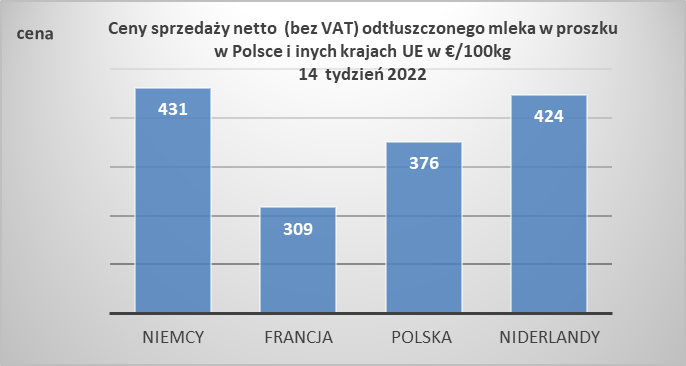 cena
Ceny sprzedaży netto  (bez VAT) odtłuszczonego mleka w proszku
w Polsce i inych krajach UE w €/100kg
14  tydzień 2022
431
309
376
424
NIEMCY
FRANCJA
POLSKA
NIDERLANDY